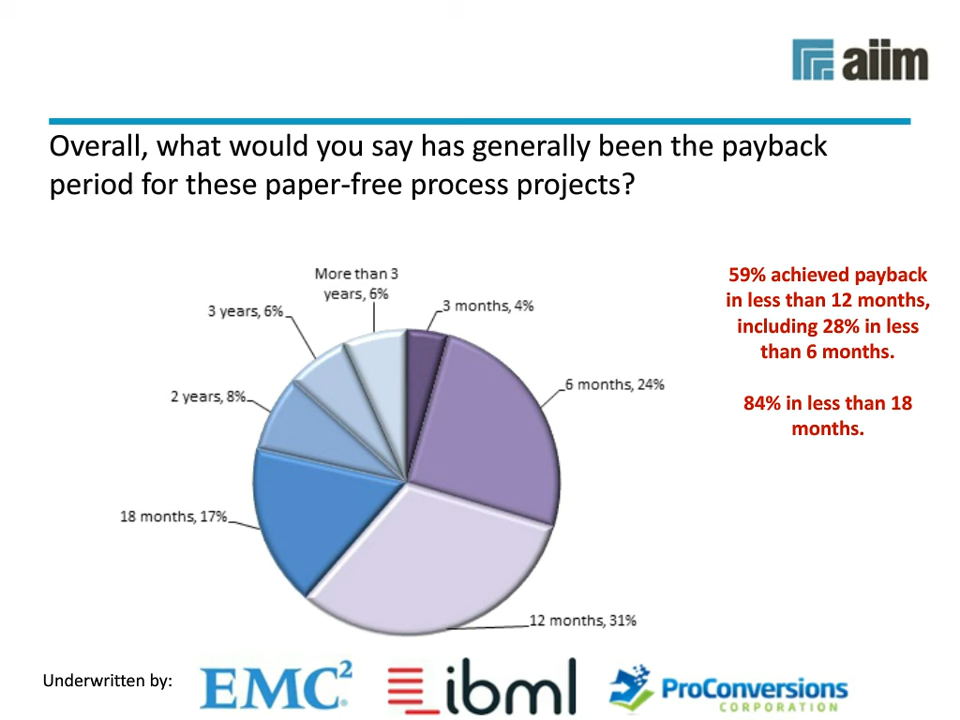 aiim
Overall, what would you say has generally been the payback
period for these paper-free process projects?
More than 3
years, 6%
3 months, 4%
3 years, 6%
6 months, 24%
2 years, 8%
18 months, 17%
12 months, 31%
59% achieved payback
in less than 12 months,
including 28% in less
than 6 months.
84% in less than 18
months.
Underwritten by:
EMC²
ibml
ProConversions
CORPORATION